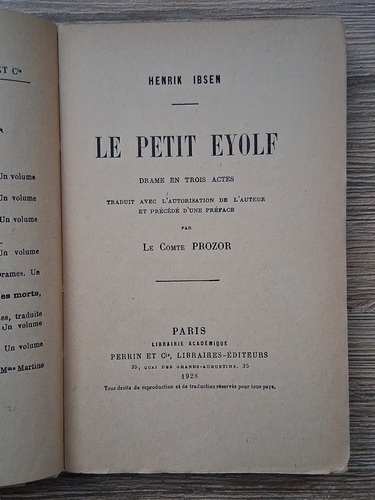 ET Cie
Un volume
Un volume
Un volume
Un volume
Drames. Un
es morts,
es, traduite
Un volume
Un volume
Mme Martine
HENRIK IBSEN
LE PETIT EYOLF
DRAME EN TROIS ACTES
TRADUIT AVEC L'AUTORISATION DE L'AUTEUR
ET PRÉCÉDÉ D'UNE PRÉFACE
PAR
LE COMTE PROZOR
PARIS
LIBRAIRIE ACADÉMIQUE
PERRIN ET Cie, LIBRAIRES-ÉDITEURS
35, QUAI DES GRANDS-AUGUSTINS, 35
1928
Tous droits de reproduction et de traduction réservés pour tous pays.